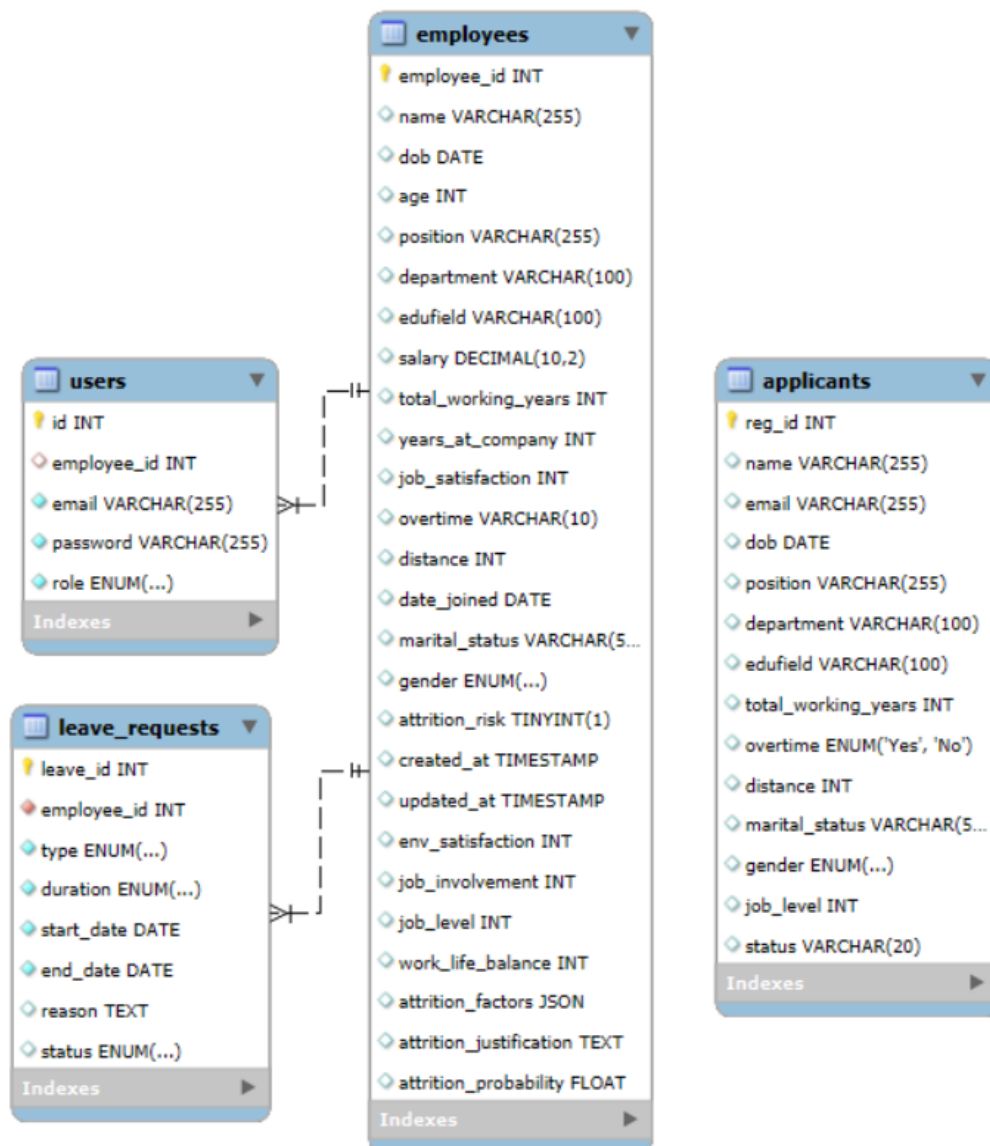 employees
employee_id INT
name VARCHAR(255)
dob DATE
age INT
position VARCHAR(255)
department VARCHAR(100)
edufield VARCHAR(100)
salary DECIMAL(10,2)
total_working_years INT
years_at_company INT
job_satisfaction INT
overtime VARCHAR(10)
distance INT
date_joined DATE
marital_status VARCHAR(5...
gender ENUM(...)
attrition_risk TINYINT(1)
created_at TIMESTAMP
updated_at TIMESTAMP
env_satisfaction INT
job_involvement INT
job_level INT
work_life_balance INT
attrition_factors JSON
attrition_justification TEXT
attrition_probability FLOAT
Indexes
users
id INT
employee_id INT
email VARCHAR(255)
password VARCHAR(255)
role ENUM(...)
Indexes
leave_requests
leave_id INT
employee_id INT
type ENUM(...)
duration ENUM(...)
start_date DATE
end_date DATE
reason TEXT
status ENUM(...)
Indexes
applicants
reg_id INT
name VARCHAR(255)
email VARCHAR(255)
dob DATE
position VARCHAR(255)
department VARCHAR(100)
edufield VARCHAR(100)
total_working_years INT
overtime ENUM('Yes', 'No')
distance INT
marital_status VARCHAR(5...
gender ENUM(...)
job_level INT
status VARCHAR(20)
Indexes